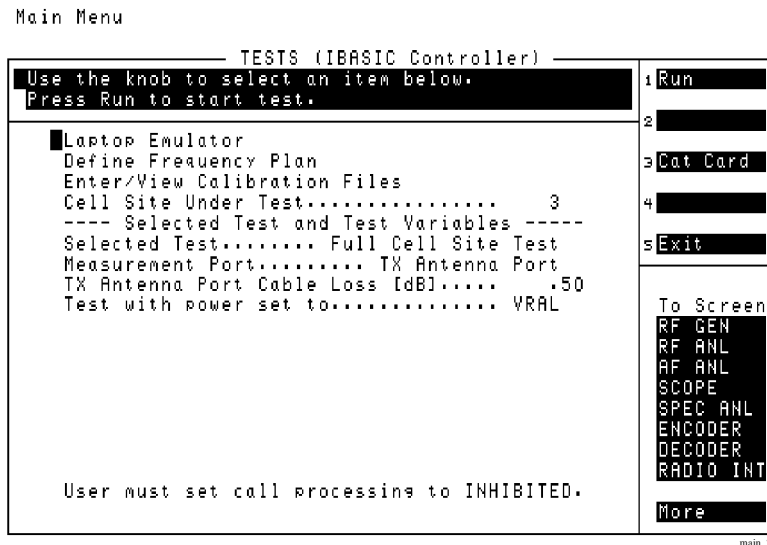 Main Menu
TESTS (IBASIC Controller)
Use the knob to select an item below.
Press Run to start test.
Laptop Emulator
Define Frequency Plan
Enter/View Calibration Files
Cell Site Under Test................ 3
---- Selected Test and Test Variables -----
Selected Test........ Full Cell Site Test
Measurement Port......... TX Antenna Port
TX Antenna Port Cable Loss [dB]..... .50
Test with power set to............... VRAL
User must set call processing to INHIBITED.
1 Run
2
3 Cat Card
4
5 Exit
To Screen
RF GEN
RF ANL
AF ANL
SCOPE
SPEC ANL
ENCODER
DECODER
RADIO INT
More
main